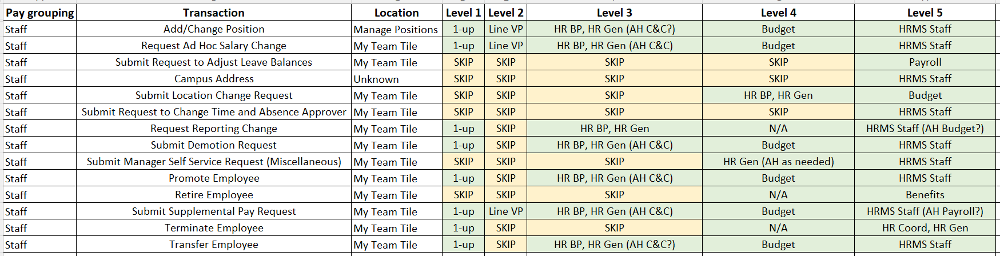 Pay grouping Transaction Location Level 1 Level 2 Level 3 Level 4 Level 5
Staff Add/Change Position Manage Positions 1-up Line VP HR BP, HR Gen (AH C&C?) Budget HRMS Staff
Staff Request Ad Hoc Salary Change My Team Tile 1-up Line VP HR BP, HR Gen (AH C&C) Budget HRMS Staff
Staff Submit Request to Adjust Leave Balances My Team Tile SKIP SKIP SKIP SKIP Payroll
Staff Campus Address Unknown SKIP SKIP SKIP SKIP HRMS Staff
Staff Submit Location Change Request My Team Tile SKIP SKIP SKIP HR BP, HR Gen Budget
Staff Submit Request to Change Time and Absence Approver My Team Tile SKIP SKIP SKIP SKIP HRMS Staff
Staff Request Reporting Change My Team Tile 1-up SKIP HR BP, HR Gen N/A HRMS Staff (AH Budget?)
Staff Submit Demotion Request My Team Tile 1-up SKIP HR BP, HR Gen (AH C&C) Budget HRMS Staff
Staff Submit Manager Self Service Request (Miscellaneous) My Team Tile SKIP SKIP SKIP HR Gen (AH as needed) HRMS Staff
Staff Promote Employee My Team Tile 1-up SKIP HR BP, HR Gen (AH C&C) Budget HRMS Staff
Staff Retire Employee My Team Tile SKIP SKIP SKIP N/A Benefits
Staff Submit Supplemental Pay Request My Team Tile 1-up Line VP HR BP, HR Gen (AH C&C) Budget HRMS Staff (AH Payroll?)
Staff Terminate Employee My Team Tile 1-up SKIP SKIP N/A HR Coord, HR Gen
Staff Transfer Employee My Team Tile 1-up SKIP HR BP, HR Gen (AH C&C?) Budget HRMS Staff